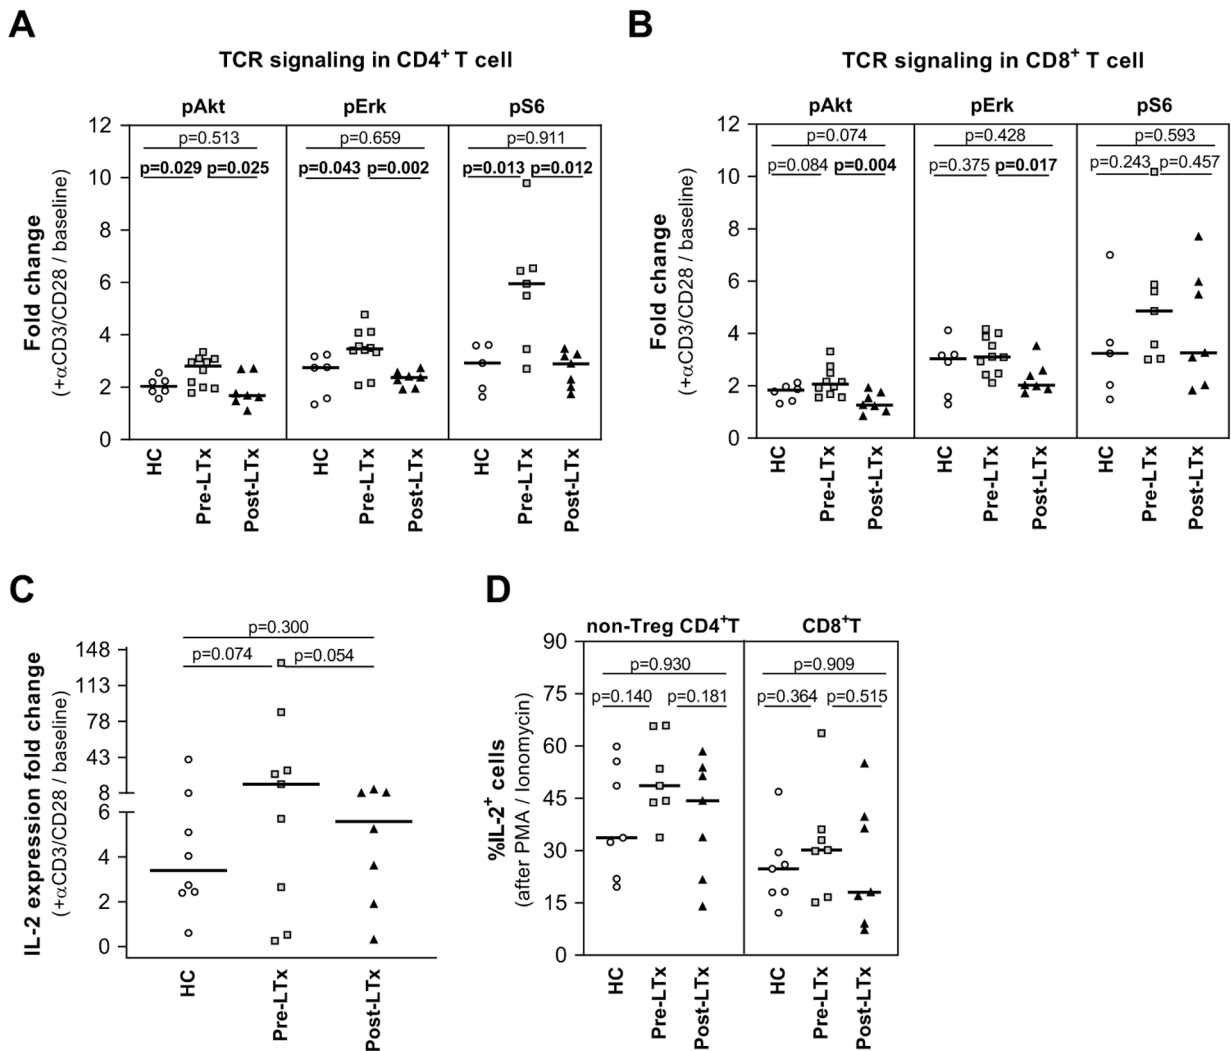 A
TCR signaling in CD4+ T cell
pAkt pErk pS6
Fold change
(+αCD3/CD28 / baseline)
12
10
8
6
4
2
0
p=0.513 p=0.659 p=0.911
p=0.029 p=0.025 p=0.043 p=0.002 p=0.013 p=0.012
HC Pre-LTx Post-LTx HC Pre-LTx Post-LTx HC Pre-LTx Post-LTx
B
TCR signaling in CD8+ T cell
pAkt pErk pS6
Fold change
(+αCD3/CD28 / baseline)
12
10
8
6
4
2
0
p=0.074 p=0.428 p=0.593
p=0.084 p=0.004 p=0.375 p=0.017 p=0.243 p=0.457
HC Pre-LTx Post-LTx HC Pre-LTx Post-LTx HC Pre-LTx Post-LTx
C
IL-2 expression fold change
(+αCD3/CD28 / baseline)
148
113
78
43
8
6
4
2
0
p=0.300
p=0.074 p=0.054
HC Pre-LTx Post-LTx
D
non-Treg CD4+T CD8+T
%IL-2+ cells
(after PMA / Ionomycin)
90
75
60
45
30
15
0
p=0.930 p=0.909
p=0.140 p=0.181 p=0.364 p=0.515
HC Pre-LTx Post-LTx HC Pre-LTx Post-LTx